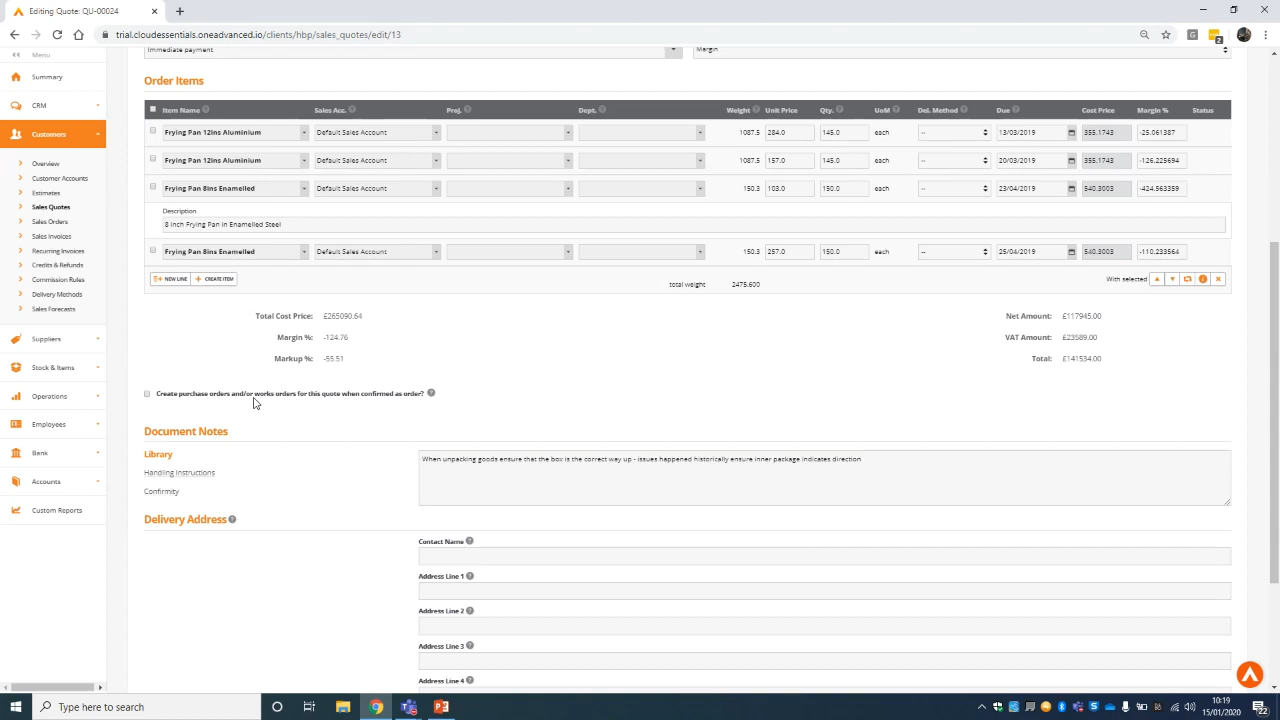 Editing Quote: QU-00024
trial.cloudessentials.oneadvanced.io/clients/hbp/sales_quotes/edit/13
Menu
Summary
CRM
Customers
Overview
Customer Accounts
Estimates
Sales Quotes
Sales Orders
Sales Invoices
Recurring Invoices
Credits & Refunds
Commission Rules
Delivery Methods
Sales Forecasts
Suppliers
Stock & Items
Operations
Employees
Bank
Accounts
Custom Reports
Immediate payment Margin
Order Items
Item Name Sales Acc. Proj. Dept. Weight Unit Price Qty. UoM Del. Method Due Cost Price Margin % Status
Frying Pan 12Ins Aluminium Default Sales Account 1087.5 284.0 145.0 each -- 13/03/2019 355.1743 -25.061387
Frying Pan 12Ins Aluminium Default Sales Account 1087.5 157.0 145.0 each -- 20/03/2019 355.1743 -126.225694
Frying Pan 8ins Enamelled Default Sales Account 150.3 103.0 150.0 each -- 23/04/2019 540.3003 -424.563359
Description
8 Inch Frying Pan in Enamelled Steel
Frying Pan 8ins Enamelled Default Sales Account 150.3 257.0 150.0 each -- 25/04/2019 540.3003 -110.233564
NEW LINE CREATE ITEM total weight 2475.600 With selected
Total Cost Price: £265090.64 Net Amount: £117945.00
Margin %: -124.76 VAT Amount: £23589.00
Markup %: -55.51 Total: £141534.00
Create purchase orders and/or works orders for this quote when confirmed as order?
Document Notes
Library
Handling Instructions
Confirmity
When unpacking goods ensure that the box is the correct way up - issues happened historically ensure inner package indicates direction
Delivery Address
Contact Name
Address Line 1
Address Line 2
Address Line 3
Address Line 4
Type here to search
10:19
15/01/2020